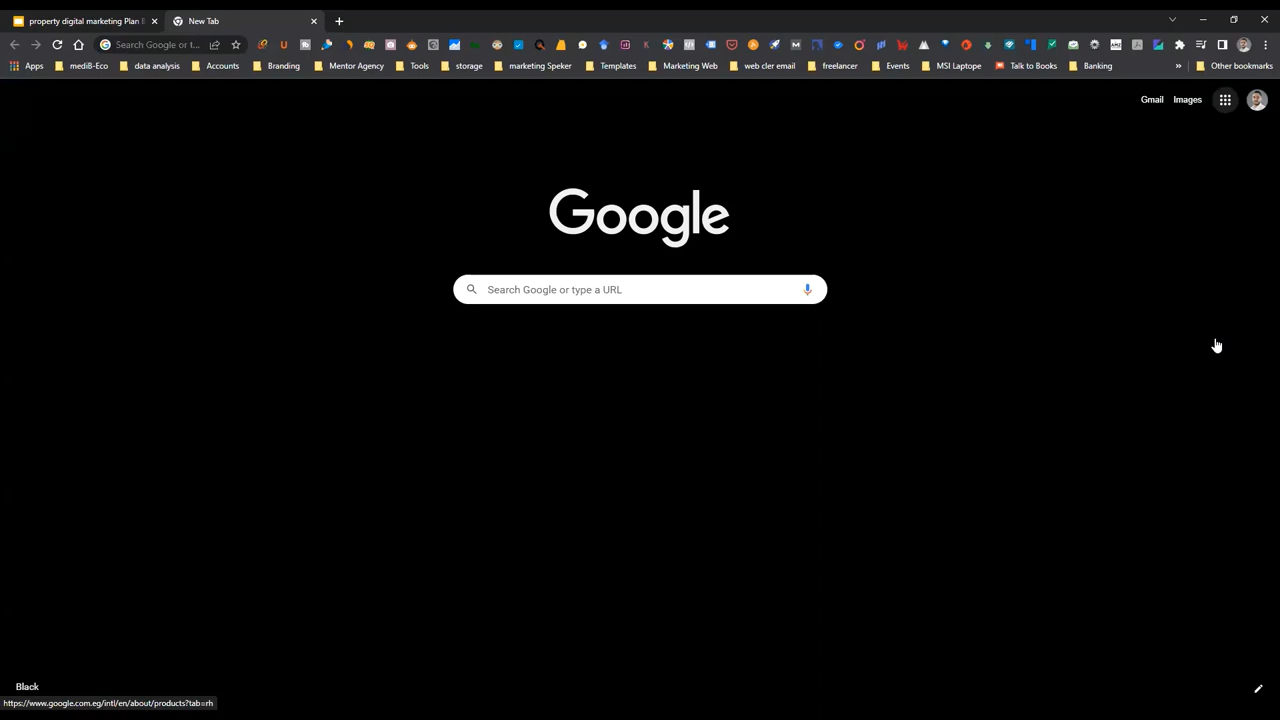 property digital marketing Plan
New Tab
Search Google or t...
Apps
mediB-Eco
data analysis
Accounts
Branding
Mentor Agency
Tools
storage
marketing Speker
Templates
Marketing Web
web cler email
freelancer
Events
MSI Laptope
Talk to Books
Banking
»
Other bookmarks
Gmail
Images
Google
Search Google or type a URL
Black
https://www.google.com.eg/intl/en/about/products?tab=rh